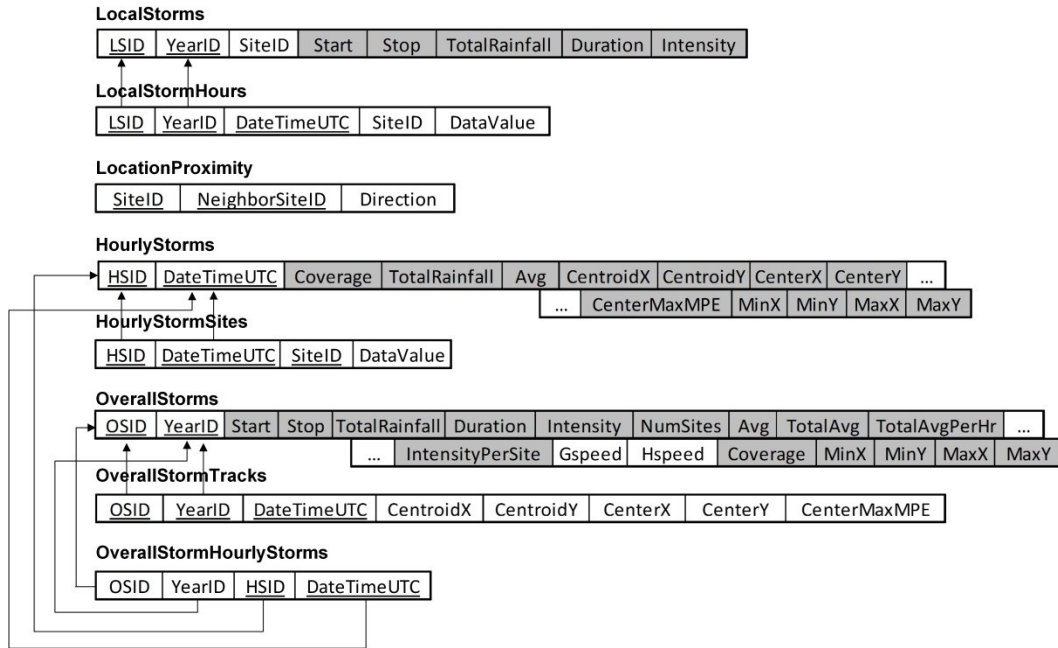 LocalStorms
LSID YearID SiteID Start Stop TotalRainfall Duration Intensity
LocalStormHours
LSID YearID DateTimeUTC SiteID DataValue
LocationProximity
SiteID NeighborSiteID Direction
HourlyStorms
HSID DateTimeUTC Coverage TotalRainfall Avg CentroidX CentroidY CenterX CenterY ...
... CenterMaxMPE MinX MinY MaxX MaxY
HourlyStormSites
HSID DateTimeUTC SiteID DataValue
OverallStorms
OSID YearID Start Stop TotalRainfall Duration Intensity NumSites Avg TotalAvg TotalAvgPerHr ...
... IntensityPerSite Gspeed Hspeed Coverage MinX MinY MaxX MaxY
OverallStormTracks
OSID YearID DateTimeUTC CentroidX CentroidY CenterX CenterY CenterMaxMPE
OverallStormHourlyStorms
OSID YearID HSID DateTimeUTC